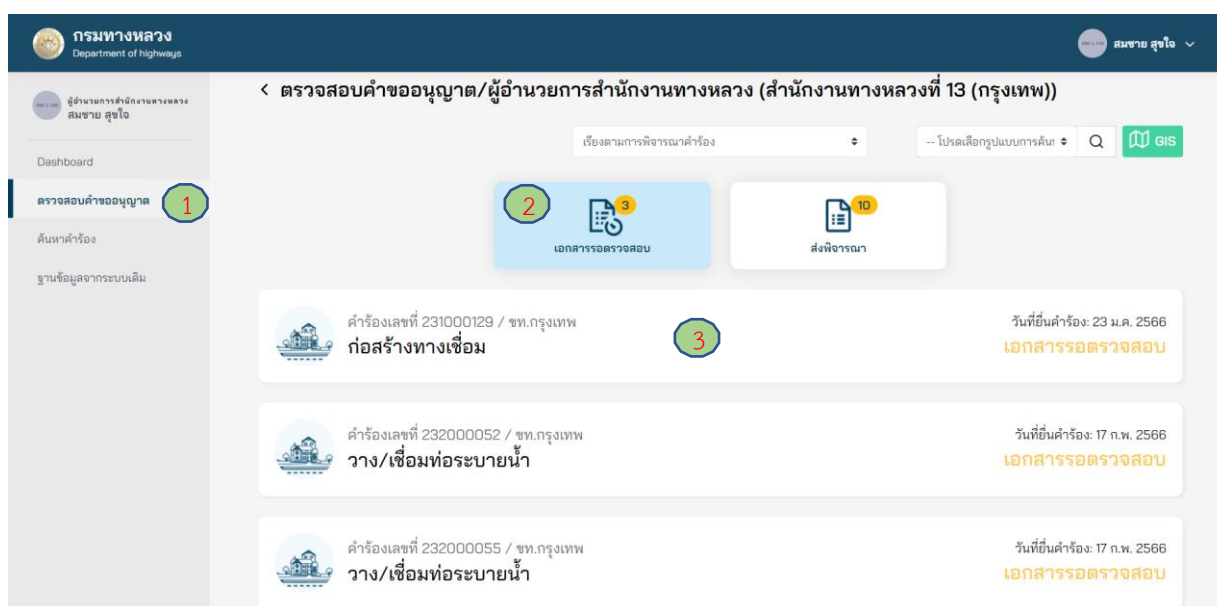 กรมทางหลวง
Department of highways
สมชาย สุขใจ
ผู้อำนวยการสำนักงานทางหลวง
สมชาย สุขใจ
Dashboard
ตรวจสอบคำขออนุญาต
1
ค้นหาคำร้อง
ฐานข้อมูลจากระบบเดิม
< ตรวจสอบคำขออนุญาต/ผู้อำนวยการสำนักงานทางหลวง (สำนักงานทางหลวงที่ 13 (กรุงเทพ))
เรียงตามการพิจารณาคำร้อง
-- โปรดเลือกรูปแบบการค้นห
GIS
2
3
เอกสารรอตรวจสอบ
10
ส่งพิจารณา
คำร้องเลขที่ 231000129 / ขท.กรุงเทพ
ก่อสร้างทางเชื่อม
3
วันที่ยื่นคำร้อง: 23 ม.ค. 2566
เอกสารรอตรวจสอบ
คำร้องเลขที่ 232000052 / ขท.กรุงเทพ
วาง/เชื่อมท่อระบายน้ำ
วันที่ยื่นคำร้อง: 17 ก.พ. 2566
เอกสารรอตรวจสอบ
คำร้องเลขที่ 232000055 / ขท.กรุงเทพ
วาง/เชื่อมท่อระบายน้ำ
วันที่ยื่นคำร้อง: 17 ก.พ. 2566
เอกสารรอตรวจสอบ